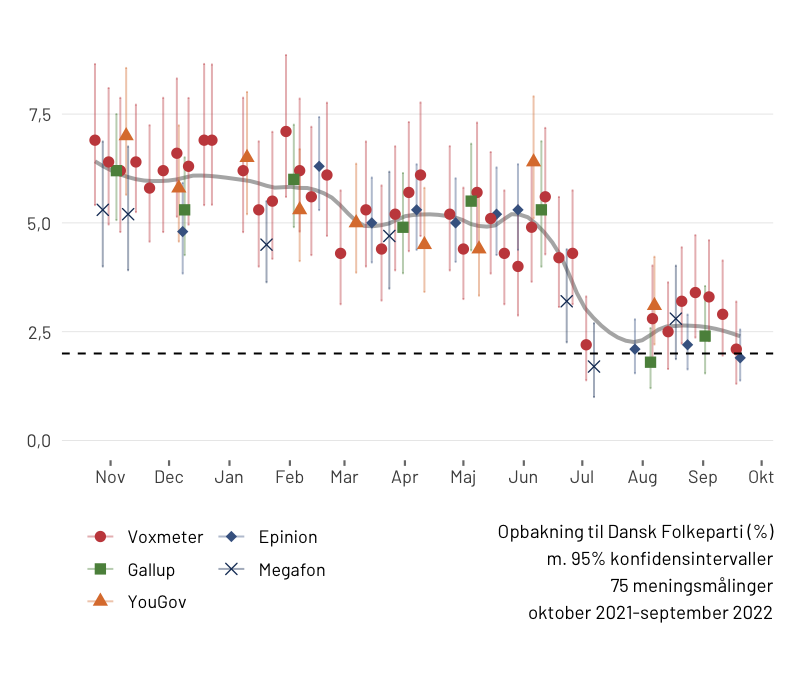 7,5
5,0
2,5
0,0
Nov Dec Jan Feb Mar Apr Maj Jun Jul Aug Sep Okt
Voxmeter
Epinion
Gallup
Megafon
YouGov
Opbakning til Dansk Folkeparti (%)
m. 95% konfidensintervaller
75 meningsmålinger
oktober 2021-september 2022